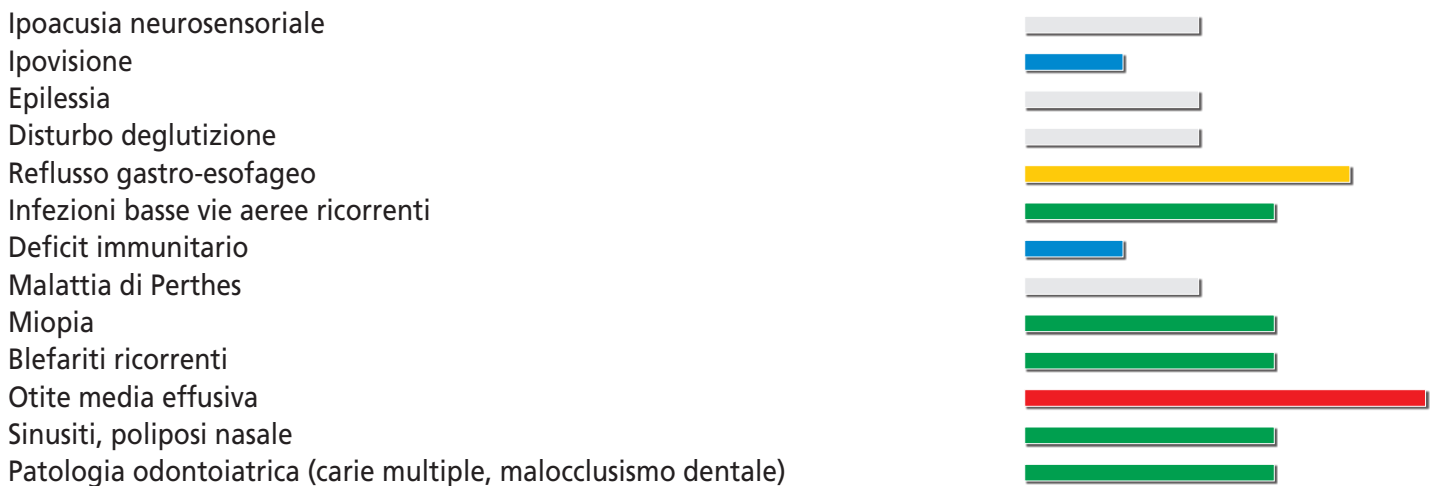 Ipoacusia neurosensoriale
Ipovisione
Epilessia
Disturbo deglutizione
Reflusso gastro-esofageo
Infezioni basse vie aeree ricorrenti
Deficit immunitario
Malattia di Perthes
Miopia
Blefariti ricorrenti
Otite media effusiva
Sinusiti, poliposi nasale
Patologia odontoiatrica (carie multiple, malocclusismo dentale)